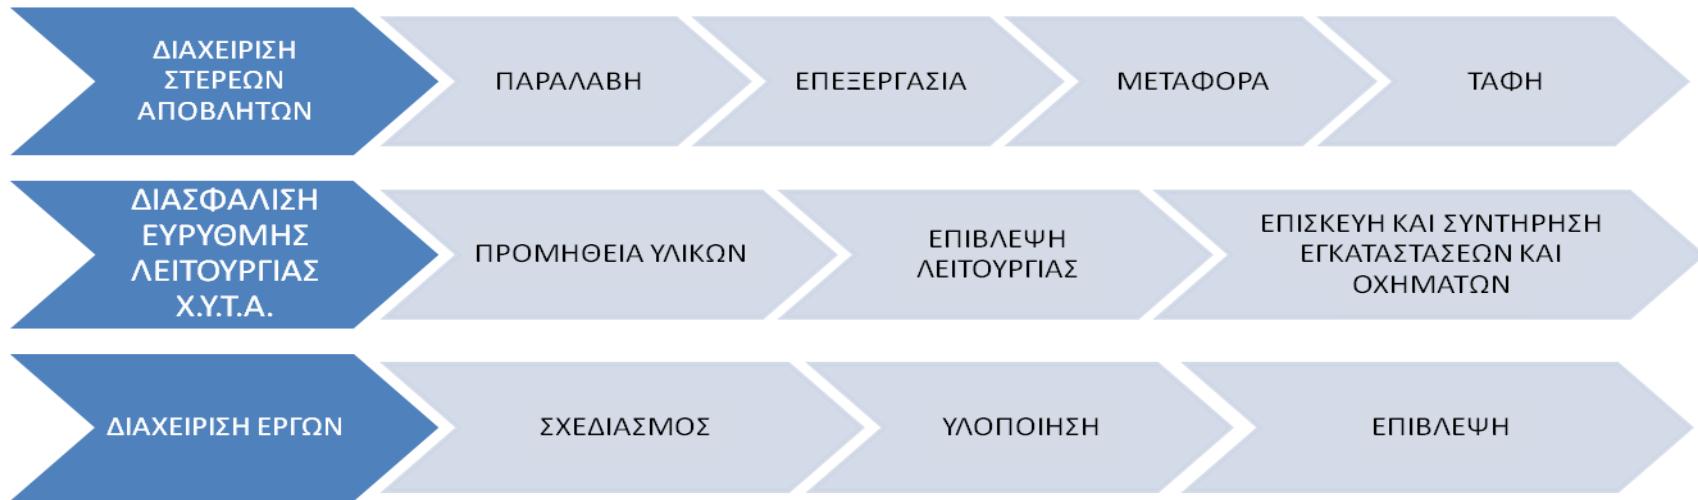 ΔΙΑΧΕΙΡΙΣΗ
ΣΤΕΡΕΩΝ
ΑΠΟΒΛΗΤΩΝ
ΠΑΡΑΛΑΒΗ
ΕΠΕΞΕΡΓΑΣΙΑ
ΜΕΤΑΦΟΡΑ
ΤΑΦΗ
ΔΙΑΣΦΑΛΙΣΗ
ΕΥΡΥΘΜΗΣ
ΛΕΙΤΟΥΡΓΙΑΣ
Χ.Υ.Τ.Α.
ΠΡΟΜΗΘΕΙΑ ΥΛΙΚΩΝ
ΕΠΙΒΛΕΨΗ
ΛΕΙΤΟΥΡΓΙΑΣ
ΕΠΙΣΚΕΥΗ ΚΑΙ ΣΥΝΤΗΡΗΣΗ
ΕΓΚΑΤΑΣΤΑΣΕΩΝ ΚΑΙ
ΟΧΗΜΑΤΩΝ
ΔΙΑΧΕΙΡΙΣΗ ΕΡΓΩΝ
ΣΧΕΔΙΑΣΜΟΣ
ΥΛΟΠΟΙΗΣΗ
ΕΠΙΒΛΕΨΗ